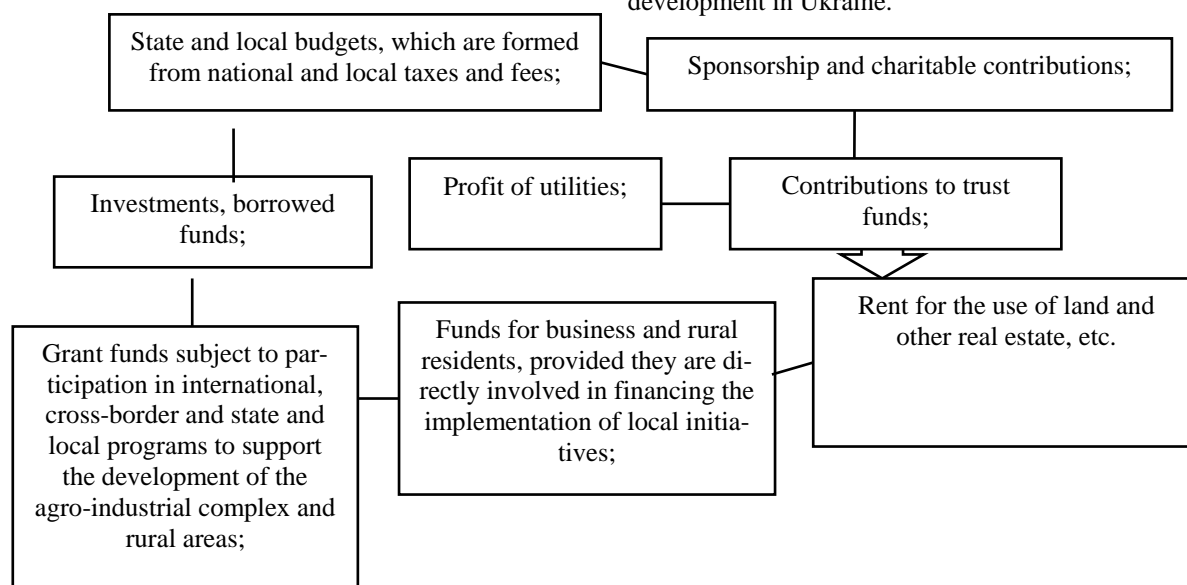 development in Ukraine.
State and local budgets, which are formed
from national and local taxes and fees;
Sponsorship and charitable contributions;
Investments, borrowed
funds;
Profit of utilities;
Contributions to trust
funds;
Grant funds subject to par-
ticipation in international,
cross-border and state and
local programs to support
the development of the
agro-industrial complex and
rural areas;
Funds for business and rural
residents, provided they are di-
rectly involved in financing the
implementation of local initia-
tives;
Rent for the use of land and
other real estate, etc.